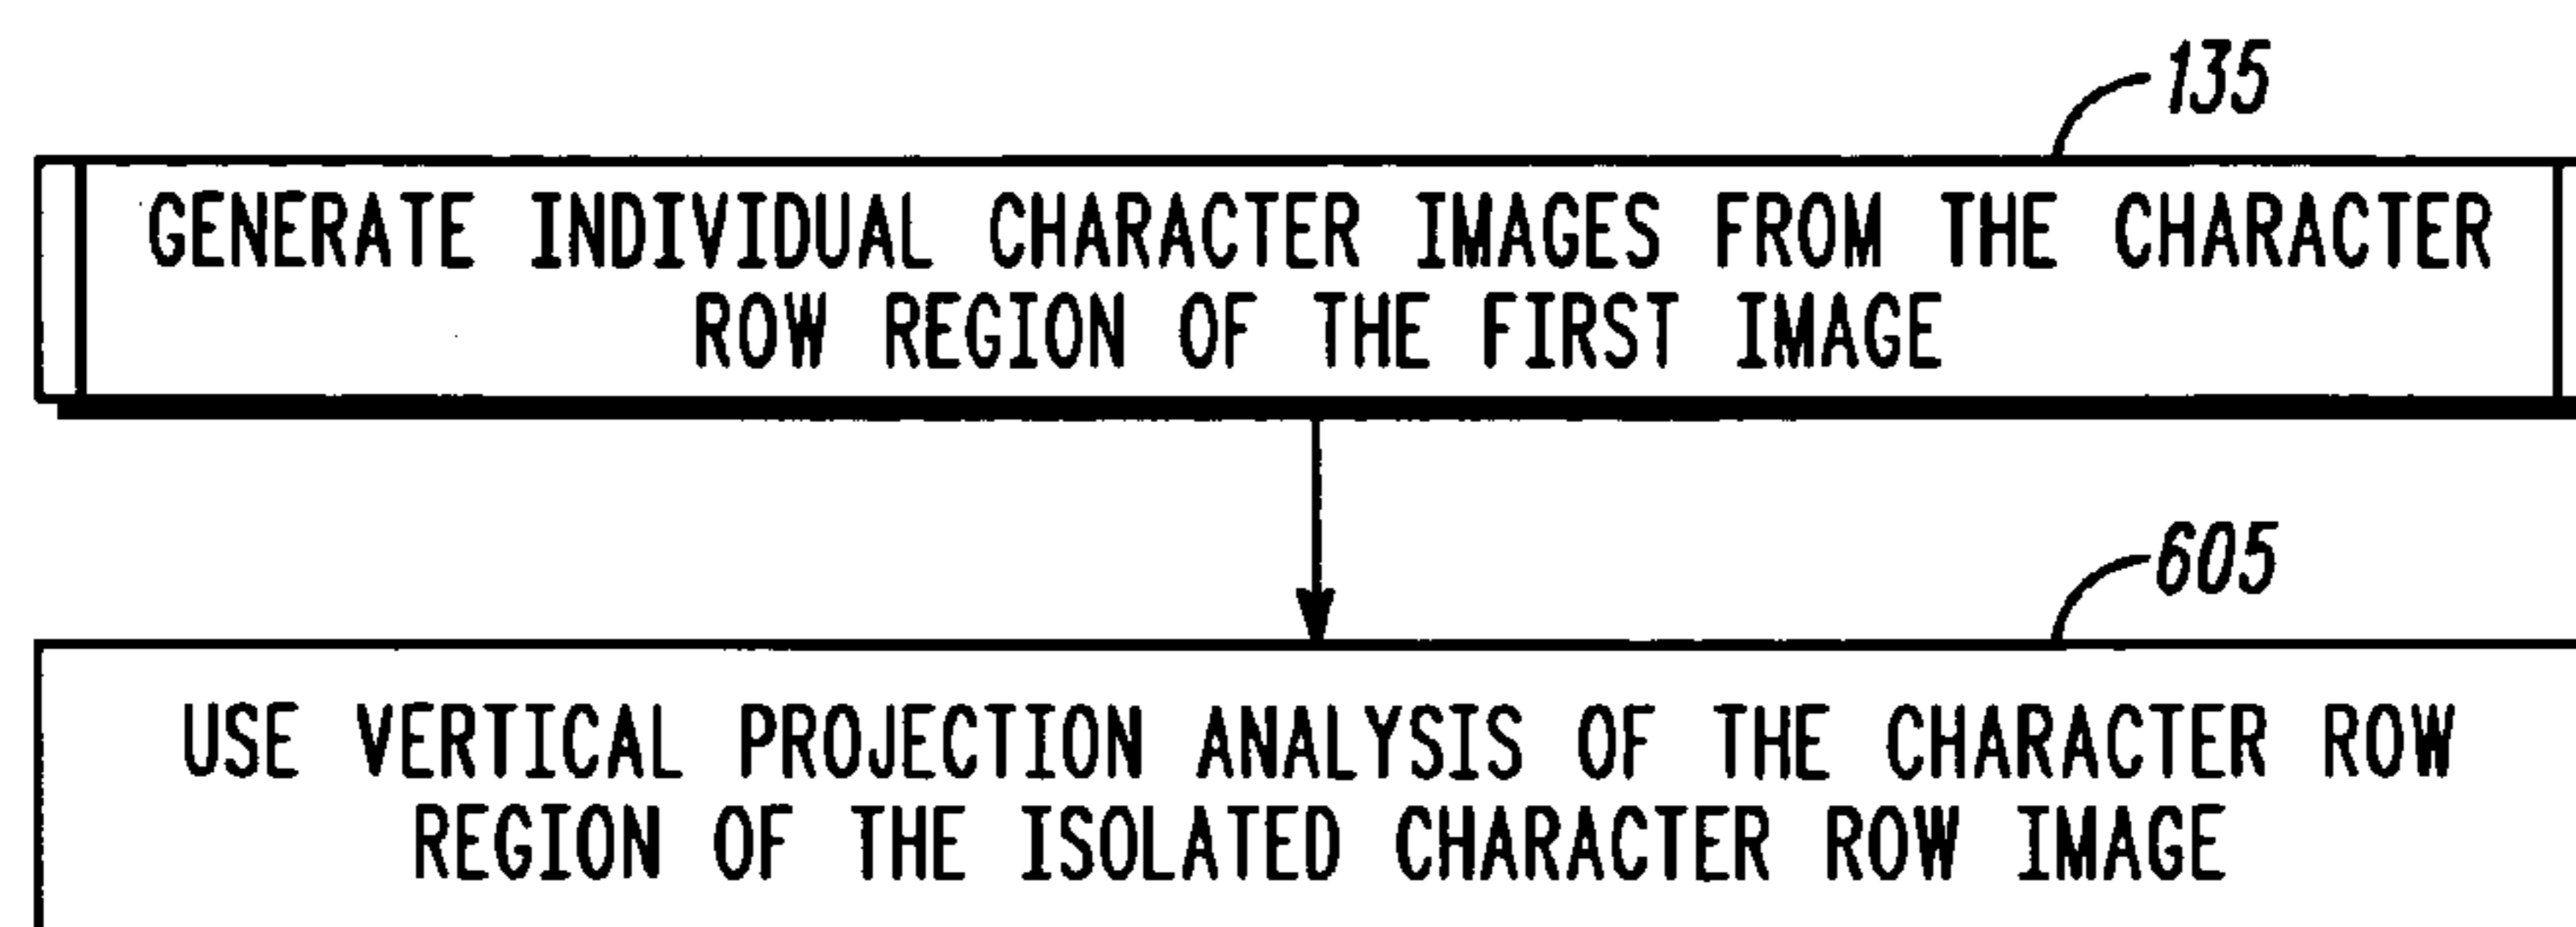 135
GENERATE INDIVIDUAL CHARACTER IMAGES FROM THE CHARACTER
ROW REGION OF THE FIRST IMAGE
605
USE VERTICAL PROJECTION ANALYSIS OF THE CHARACTER ROW
REGION OF THE ISOLATED CHARACTER ROW IMAGE